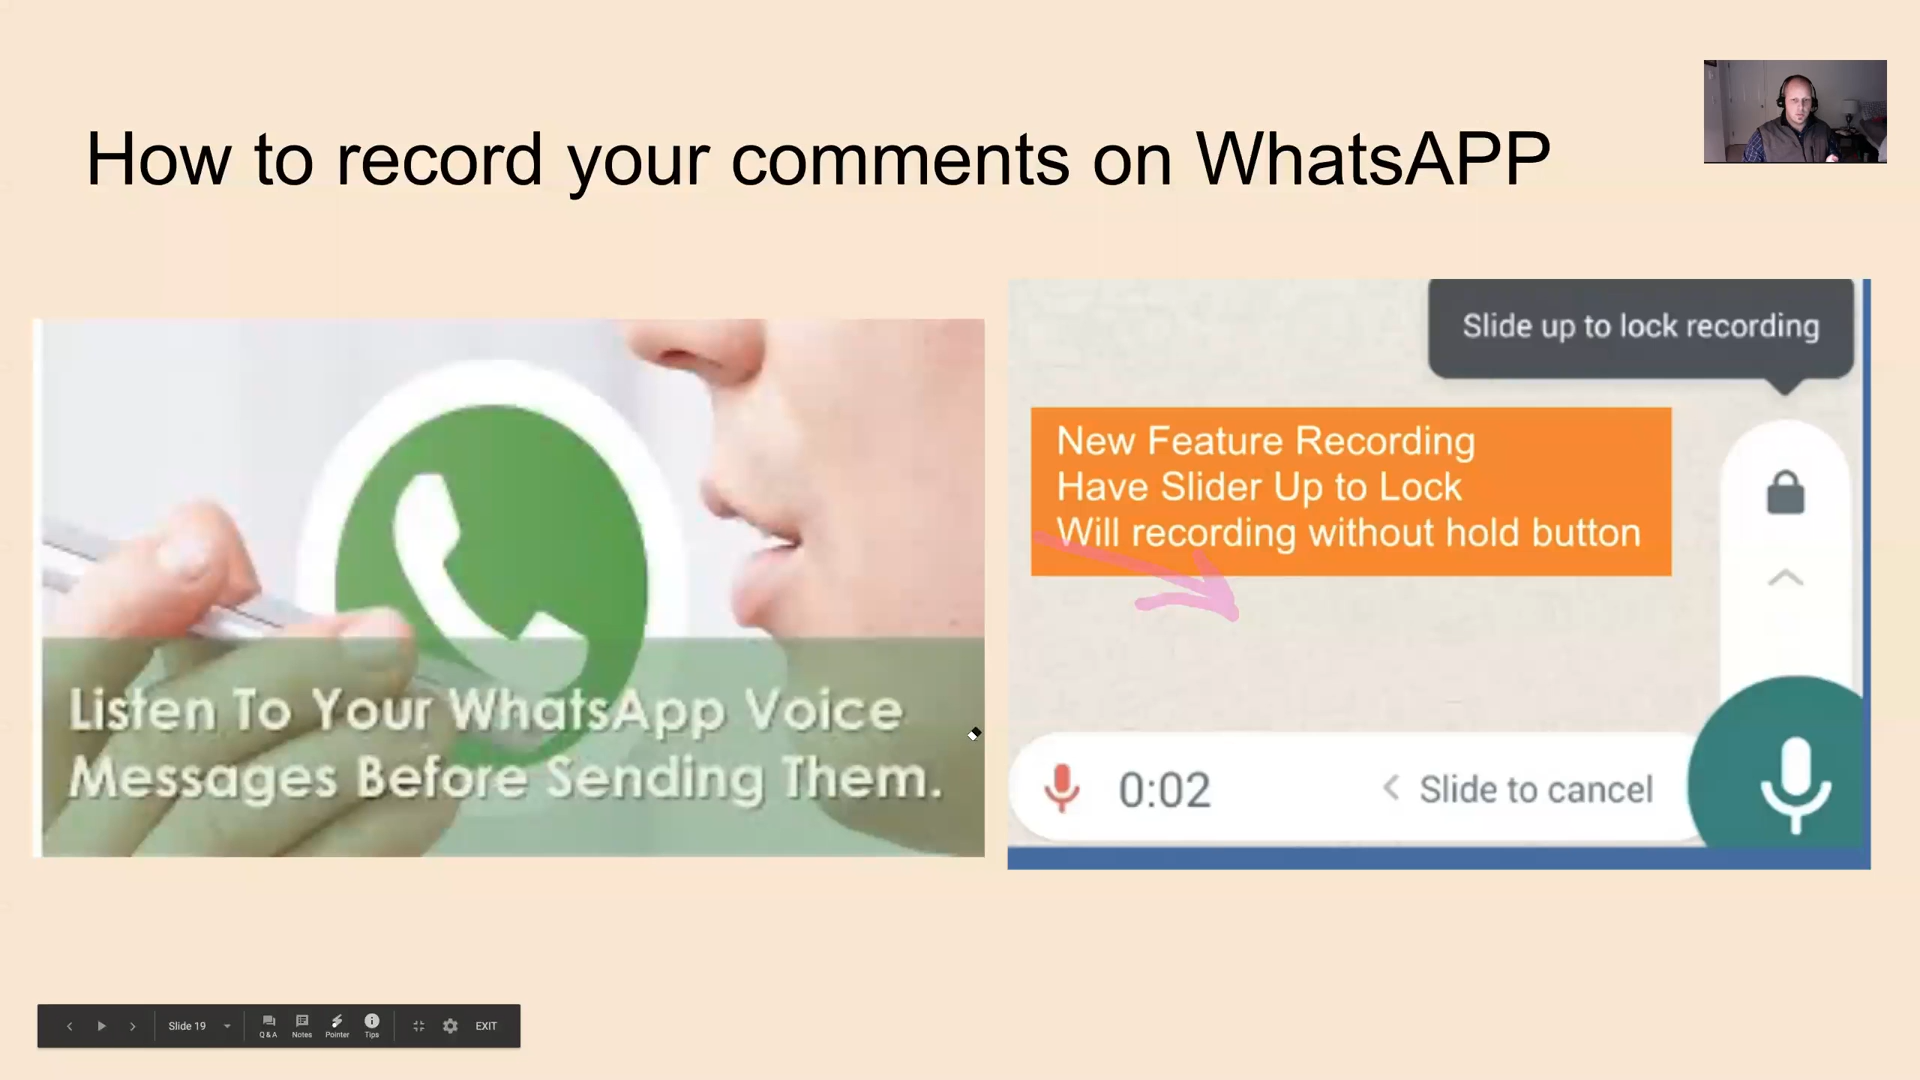 How to record your comments on WhatsAPP
Listen To Your WhatsApp Voice
Messages Before Sending Them.
Slide up to lock recording
New Feature Recording
Have Slider Up to Lock
Will recording without hold button
0:02
< Slide to cancel
Slide 19
Q&A
Notes
Pointer
Tips
EXIT